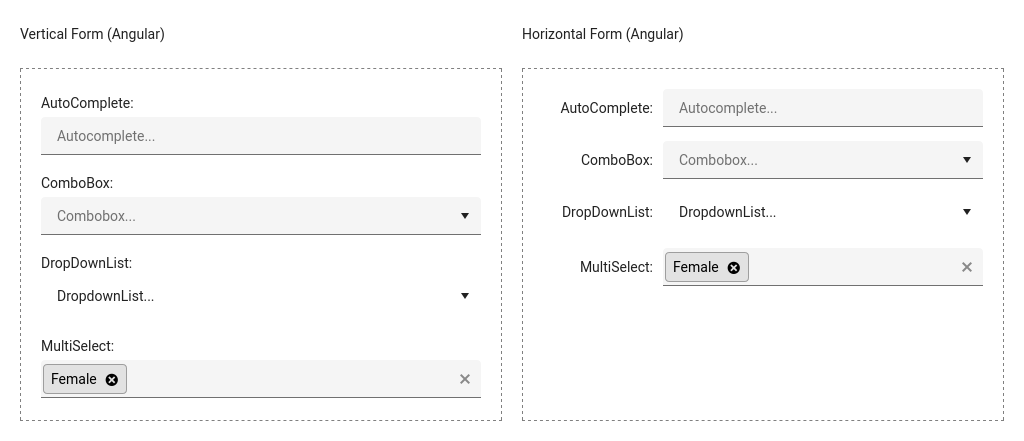 Vertical Form (Angular)
AutoComplete:
Autocomplete...
ComboBox:
Combobox...
DropDownList:
DropdownList...
MultiSelect:
Female
Horizontal Form (Angular)
AutoComplete: Autocomplete...
ComboBox: Combobox...
DropDownList: DropdownList...
MultiSelect: Female